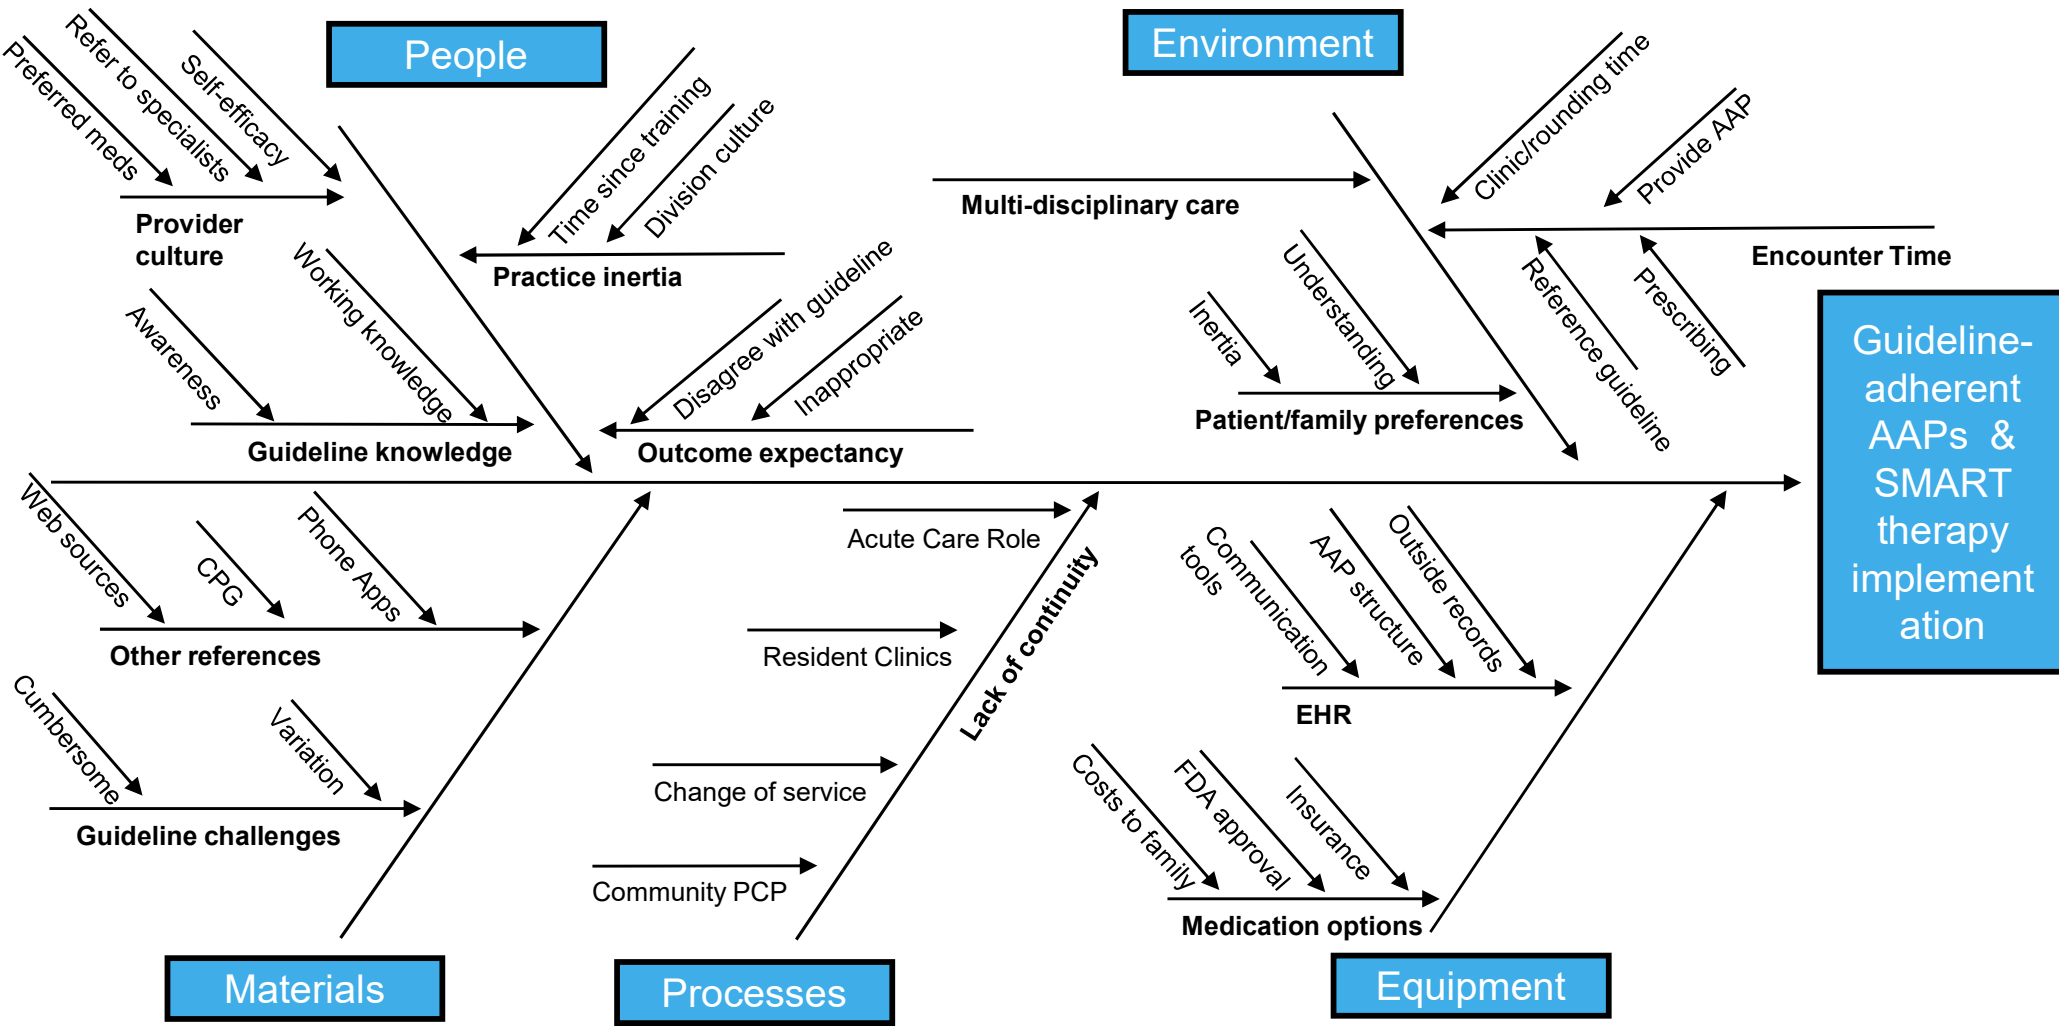 People
Environment
Preferred meds
Refer to specialists
Self-efficacy
Provider
culture
Time since training
Division culture
Practice inertia
Awareness
Working knowledge
Guideline knowledge
Disagree with guideline
Inappropriate
Outcome expectancy
Multi-disciplinary care
Clinic/rounding time
Provide AAP
Reference guideline
Prescribing
Encounter Time
Inertia
Understanding
Patient/family preferences
Guideline-
adherent
AAPs & 
SMART
therapy
implement
ation
Web sources
CPG
Phone Apps
Other references
Cumbersome
Variation
Guideline challenges
Acute Care Role
Resident Clinics
Change of service
Community PCP
Lack of continuity
Communication
tools
AAP structure
Outside records
EHR
Costs to family
FDA approval
Insurance
Medication options
Materials
Processes
Equipment